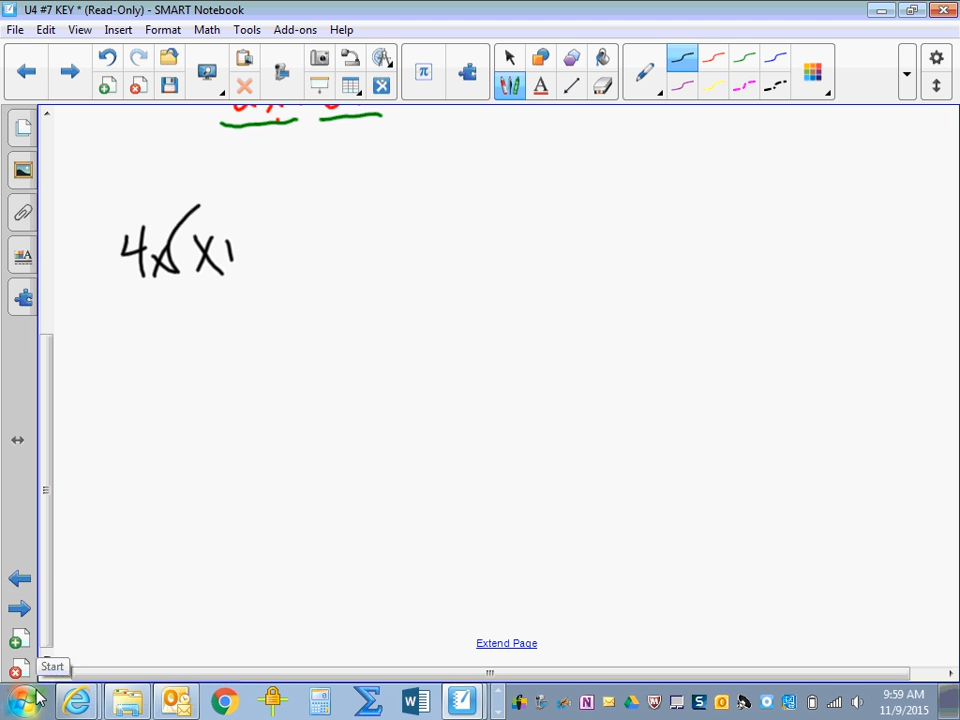 U4 #7 KEY * (Read-Only) - SMART Notebook
File Edit View Insert Format Math Tools Add-ons Help
4x( x1
Extend Page
Start
9:59 AM
11/9/2015